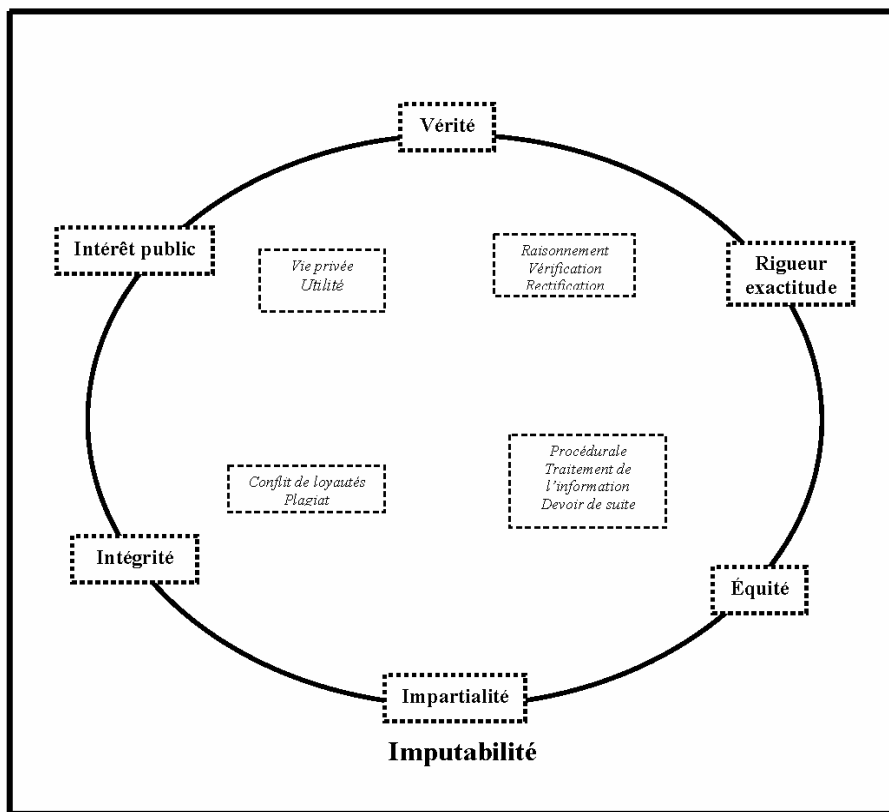 Vérité
Intérêt public
Vie privée
Utilité
Raisonnement
Vérification
Rectification
Rigueur
exactitude
Conflit de loyautés
Plagiat
Procédurale
Traitement de
l'information
Devoir de suite
Intégrité
Équité
Impartialité
Imputabilité